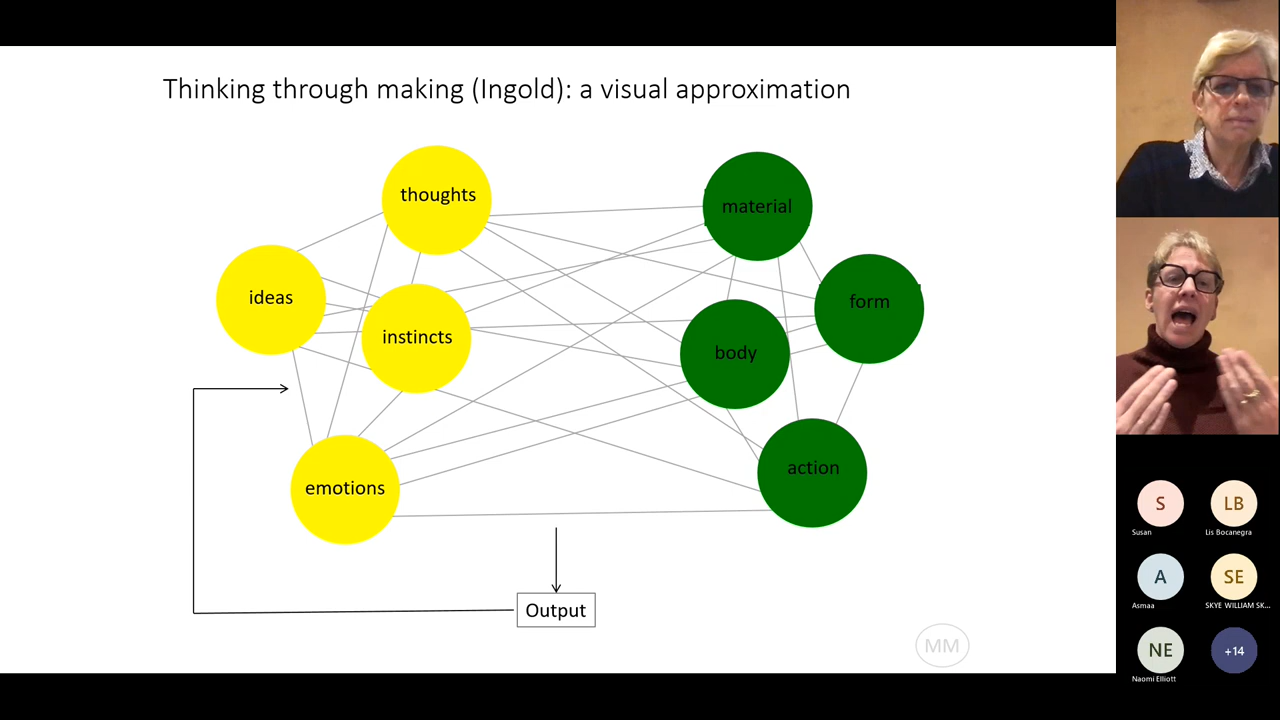 Thinking through making (Ingold): a visual approximation
thoughts
material
ideas
form
instincts
body
emotions
action
Output
MM
S
LB
Susan
Lis Bocanegra
A
SE
Asmaa
SKYE WILLIAM SK...
NE
+14
Naomi Elliott